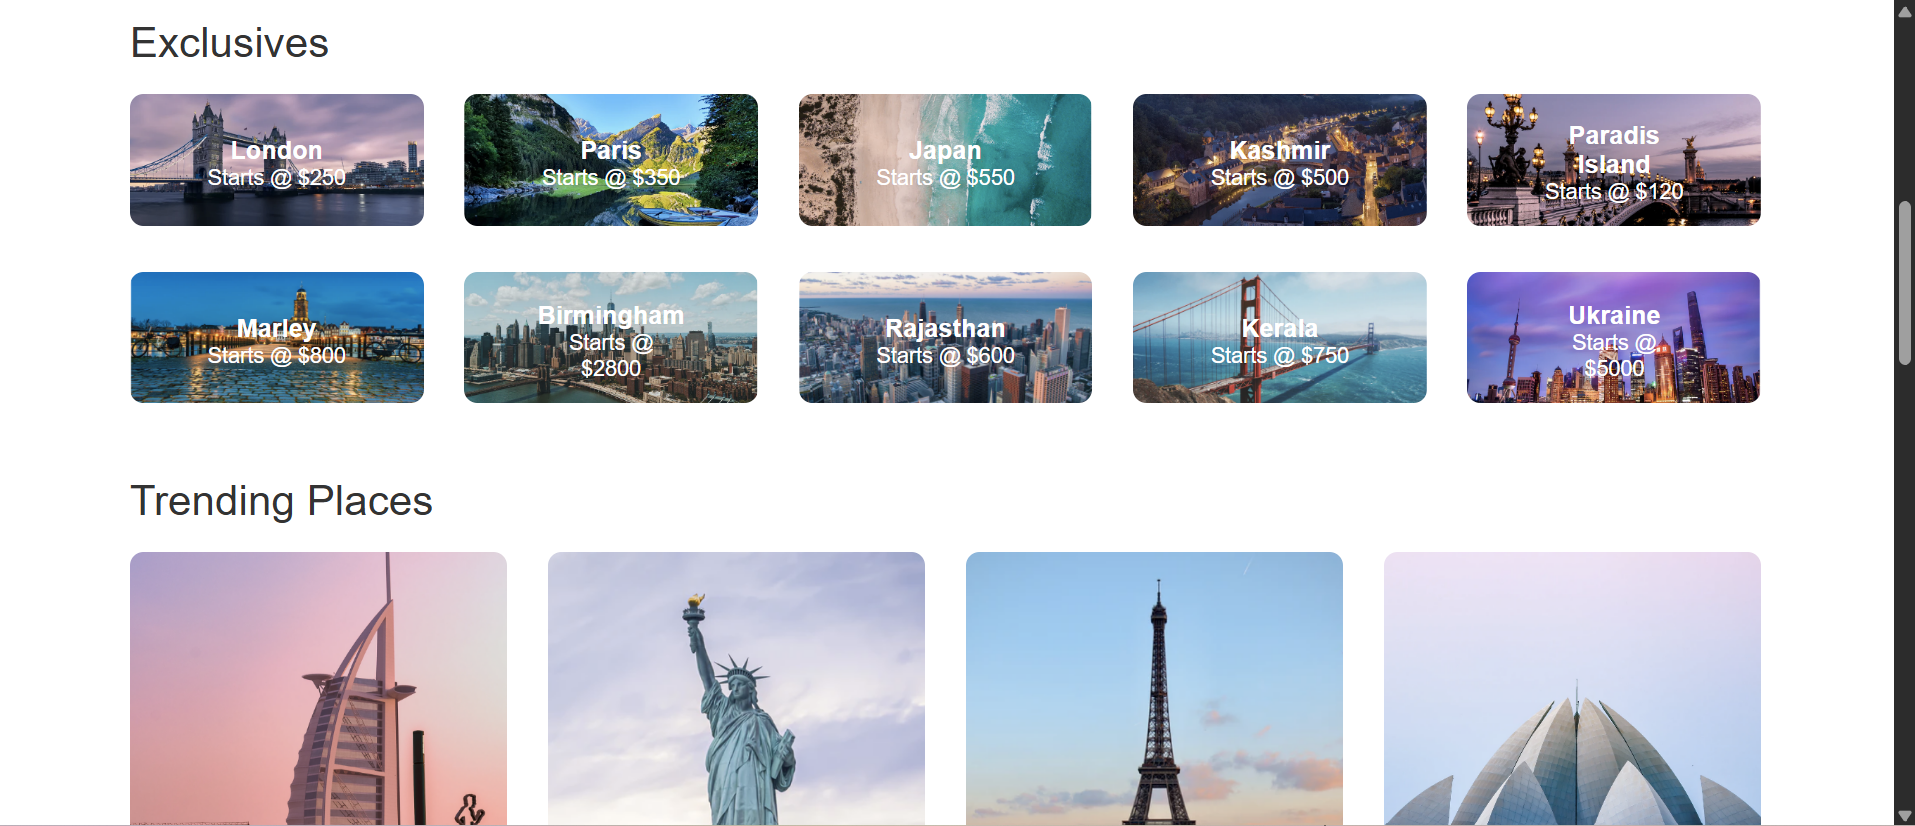 Exclusives
London
Starts @ $250
Paris
Starts @ $350
Japan
Starts @ $550
Kashmir
Starts @ $500
Paradis
Island
Starts @ $120
Marley
Starts @ $800
Birmingham
Starts @
$2800
Rajasthan
Starts @ $600
Kerala
Starts @ $750
Ukraine
Starts @
$5000
Trending Places